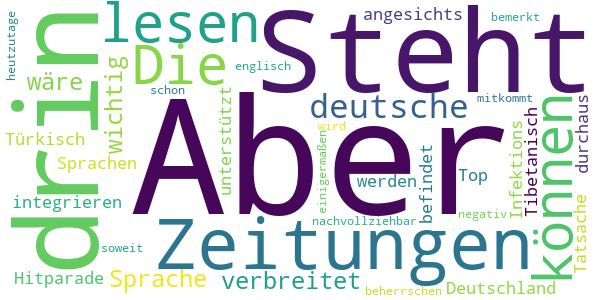 heutzutage
drin
lesen
wäre
wichtig
Die
schon
Steht
angesichts
bemerkt
englisch
unterstützt
deutsche
mitkommt
können
durchaus
Türkisch
Sprachen
Aber
wird
einigermaßen
werden
befindet
Top
Infektions
Tibetanisch
integrieren
nachvollziehbar
negativ
Tatsache
soweit
Zeitungen
Hitparade
Sprache
verbreitet
beherrschen
Deutschland